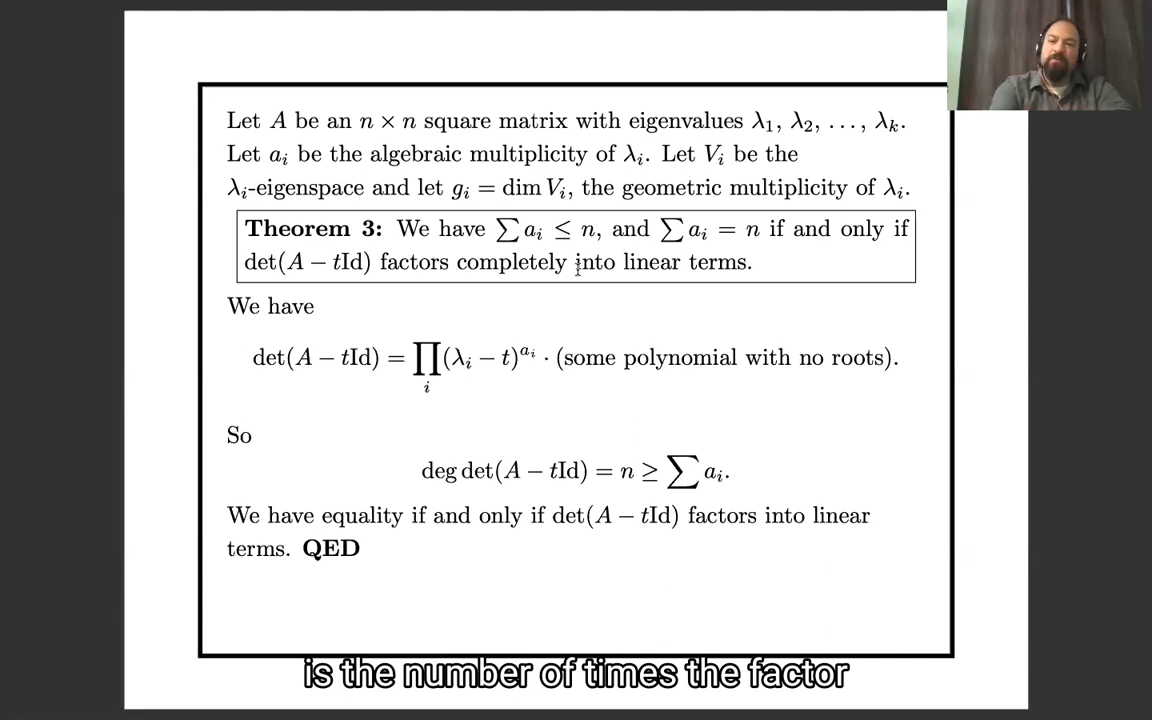 Let A be an n × n square matrix with eigenvalues λ₁, λ₂, …, λₖ.
Let aᵢ be the algebraic multiplicity of λᵢ. Let Vᵢ be the
λᵢ-eigenspace and let gᵢ = dim Vᵢ, the geometric multiplicity of λᵢ.
Theorem 3: We have ∑ aᵢ ≤ n, and ∑ aᵢ = n if and only if
det(A − tId) factors completely into linear terms.
We have
det(A − tId) = ∏ᵢ(λᵢ − t)^{aᵢ} · (some polynomial with no roots).
So
deg det(A − tId) = n ≥ ∑ aᵢ.
We have equality if and only if det(A − tId) factors into linear
terms. QED
is the number of times the factor